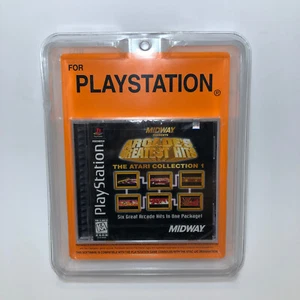 FOR
PLAYSTATION®
MIDWAY
PRESENTS
ARCADE'S
GREATEST HITS
THE ATARI COLLECTION 1
PlayStation
Six Great Arcade Hits In One Package!
MIDWAY